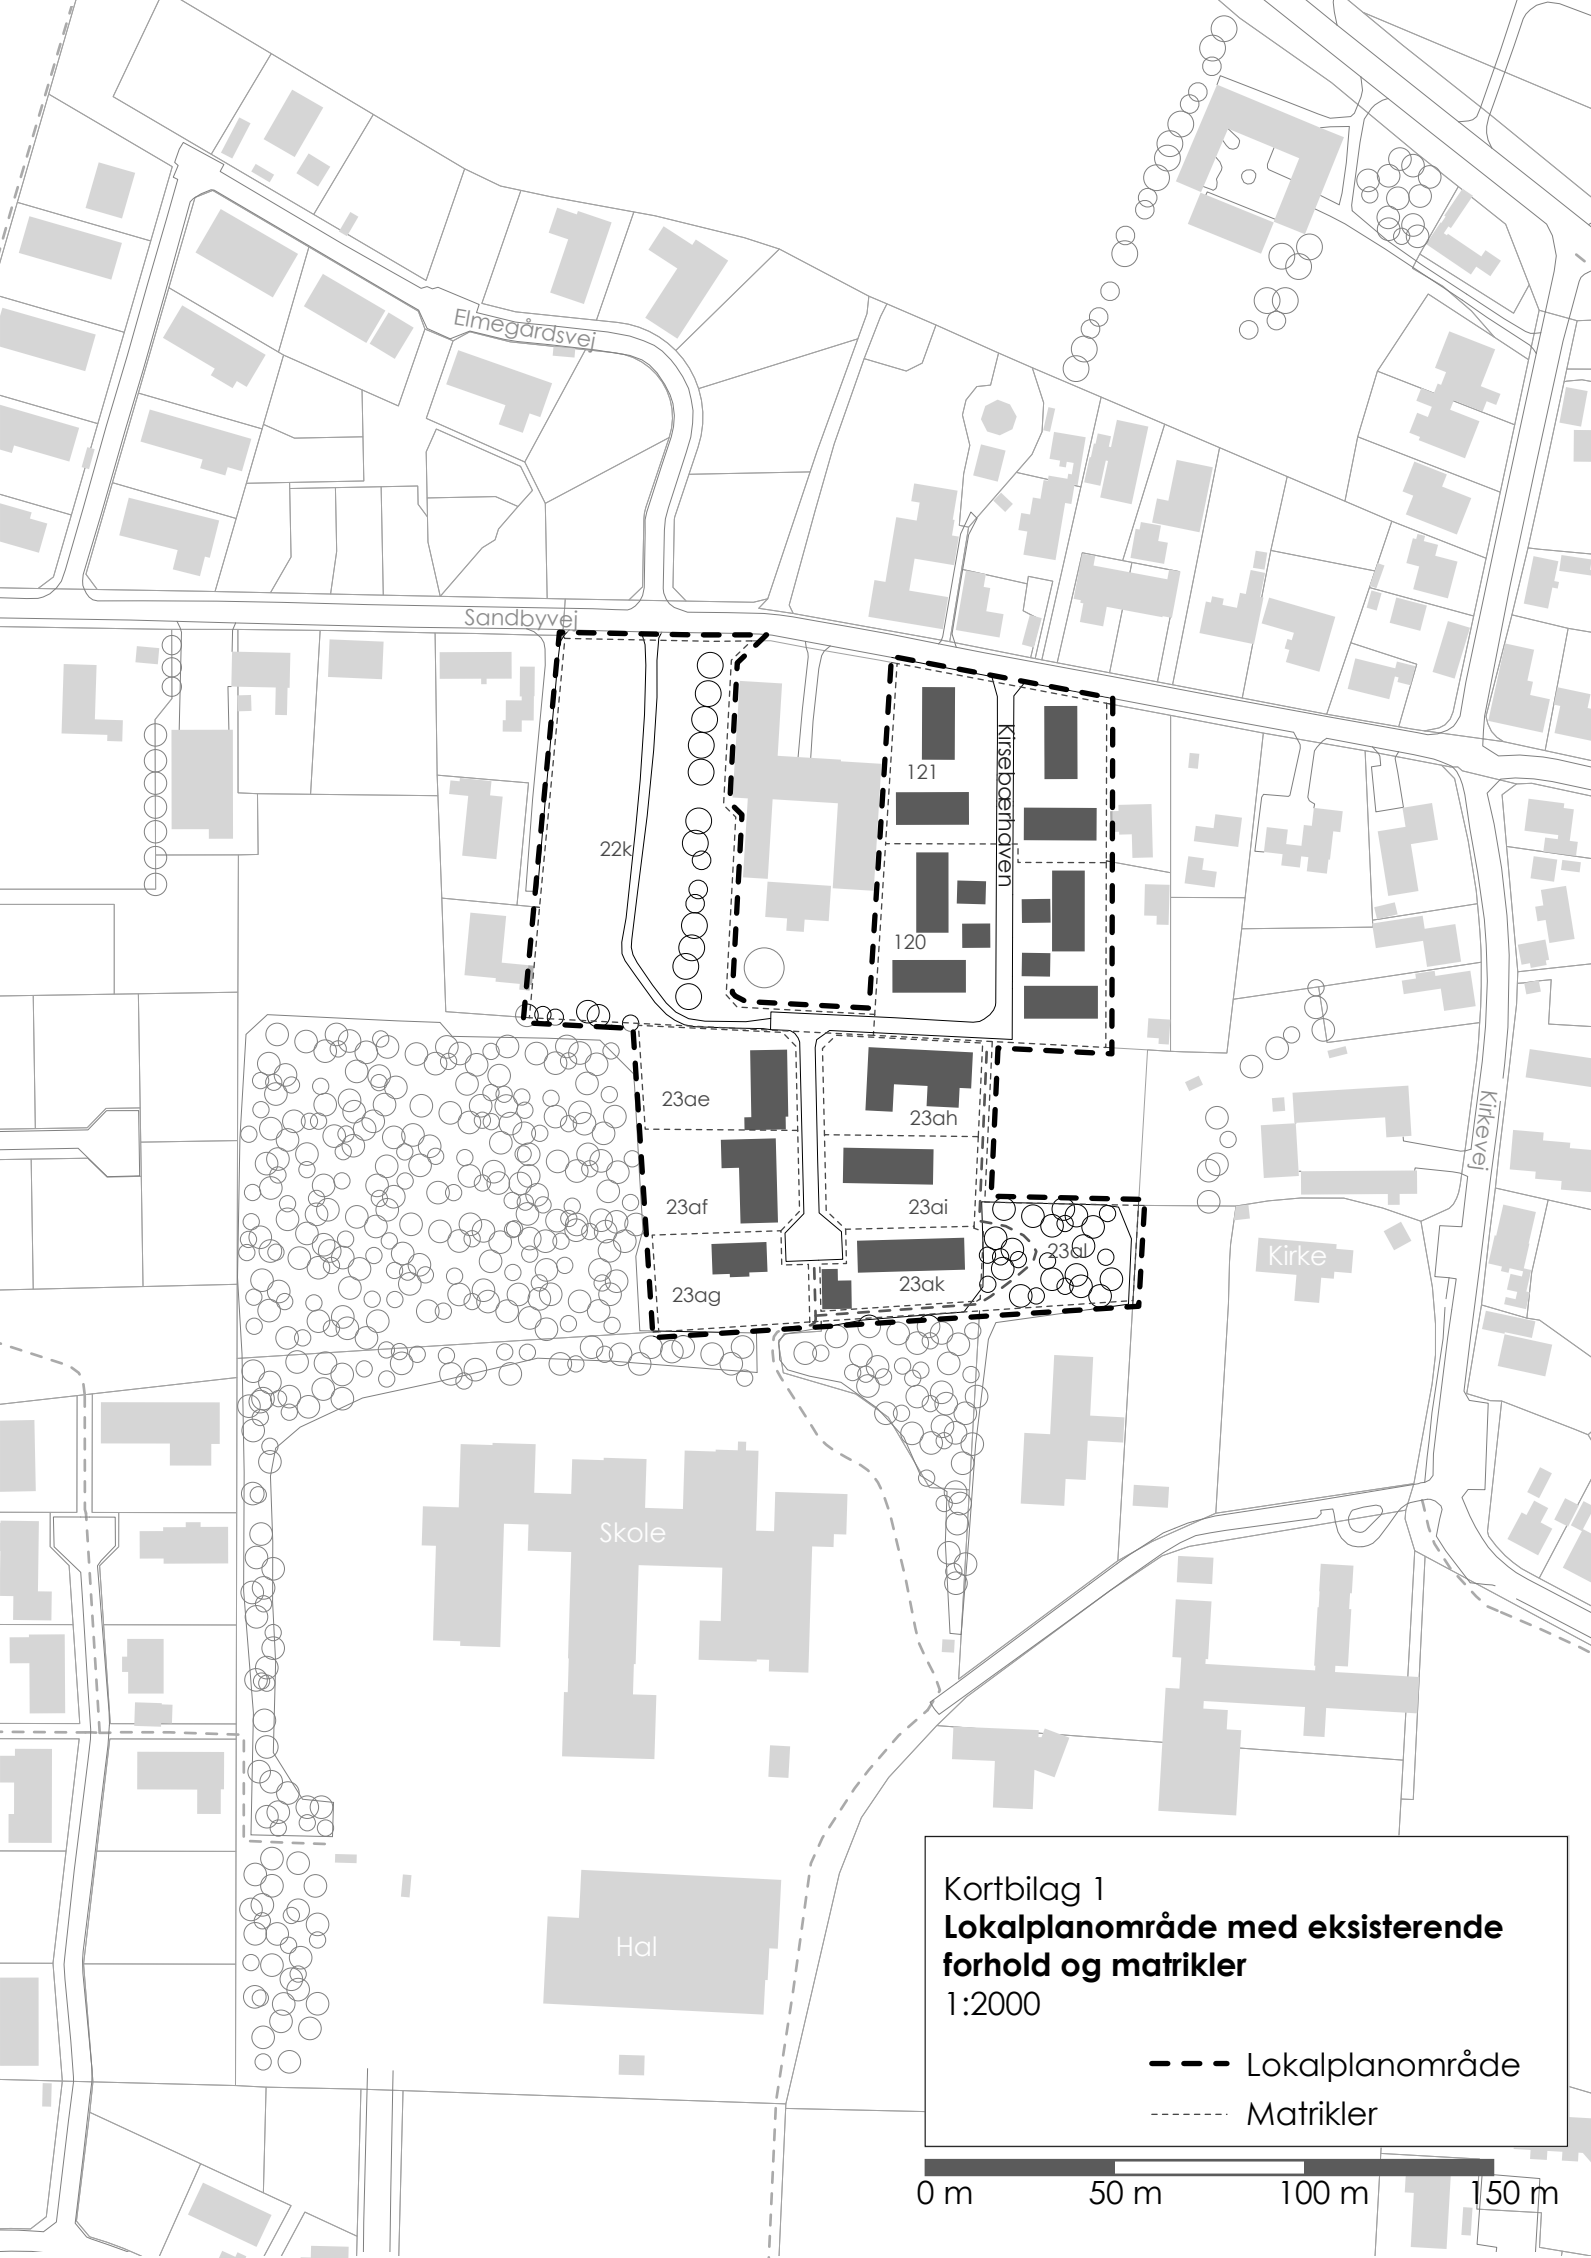 Elmegårdsvej
Sandbyvej
Kirsebærhaven
121
22k
120
23ae
23ah
23af
23ai
Kirkevej
23al
Kirke
23ag
23ak
Skole
Hal
Kortbilag 1
Lokalplanområde med eksisterende
forhold og matrikler
1:2000
Lokalplanområde
Matrikler
0 m 50 m 100 m 150 m